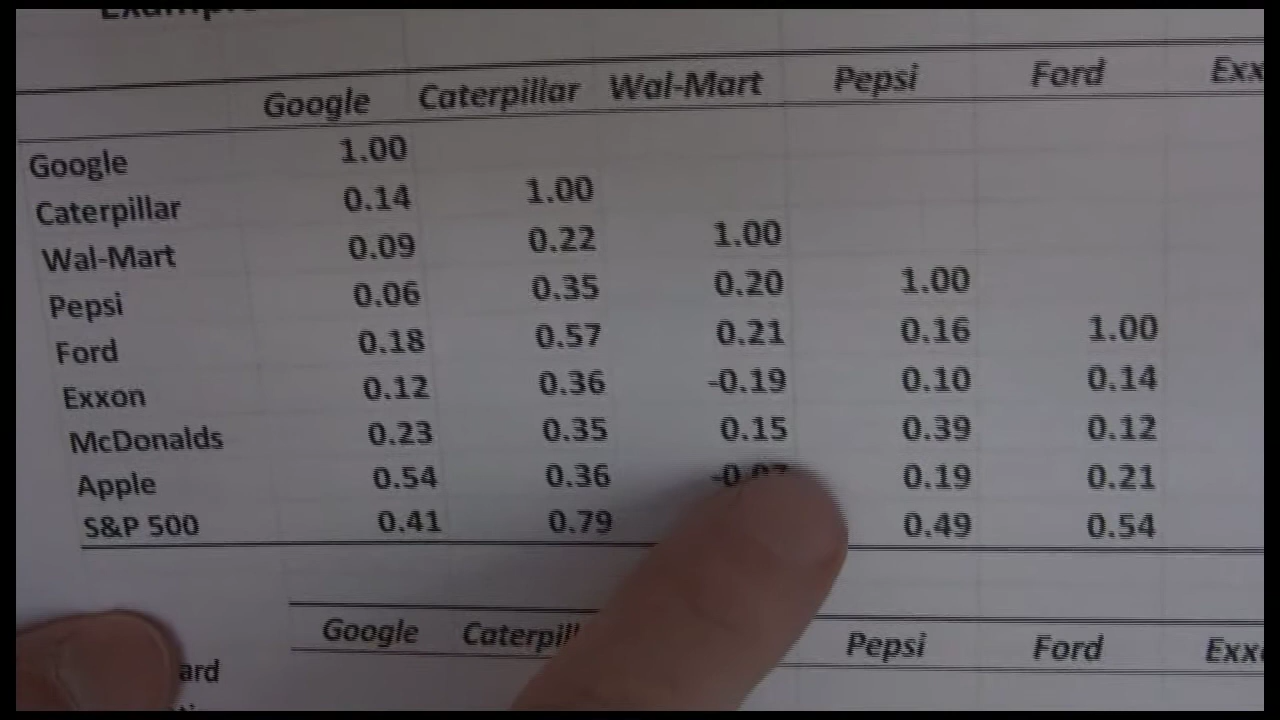 Google Caterpillar Wal-Mart Pepsi Ford Exx
Google 1.00
Caterpillar 0.14 1.00
Wal-Mart 0.09 0.22 1.00
Pepsi 0.06 0.35 0.20 1.00
Ford 0.18 0.57 0.21 0.16 1.00
Exxon 0.12 0.36 -0.19 0.10 0.14
McDonalds 0.23 0.35 0.15 0.39 0.12
Apple 0.54 0.36 0.19 0.21
S&P 500 0.41 0.79 0.49 0.54
Google Caterpill Pepsi Ford Exx
ard